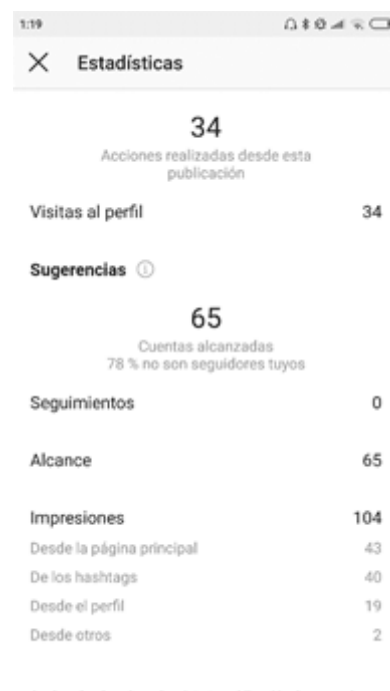 1:19
Estadísticas
34
Acciones realizadas desde esta
publicación
Visitas al perfil 34
Sugerencias
65
Cuentas alcanzadas
78 % no son seguidores tuyos
Seguimientos 0
Alcance 65
Impresiones 104
Desde la página principal 43
De los hashtags 40
Desde el perfil 19
Desde otros 2